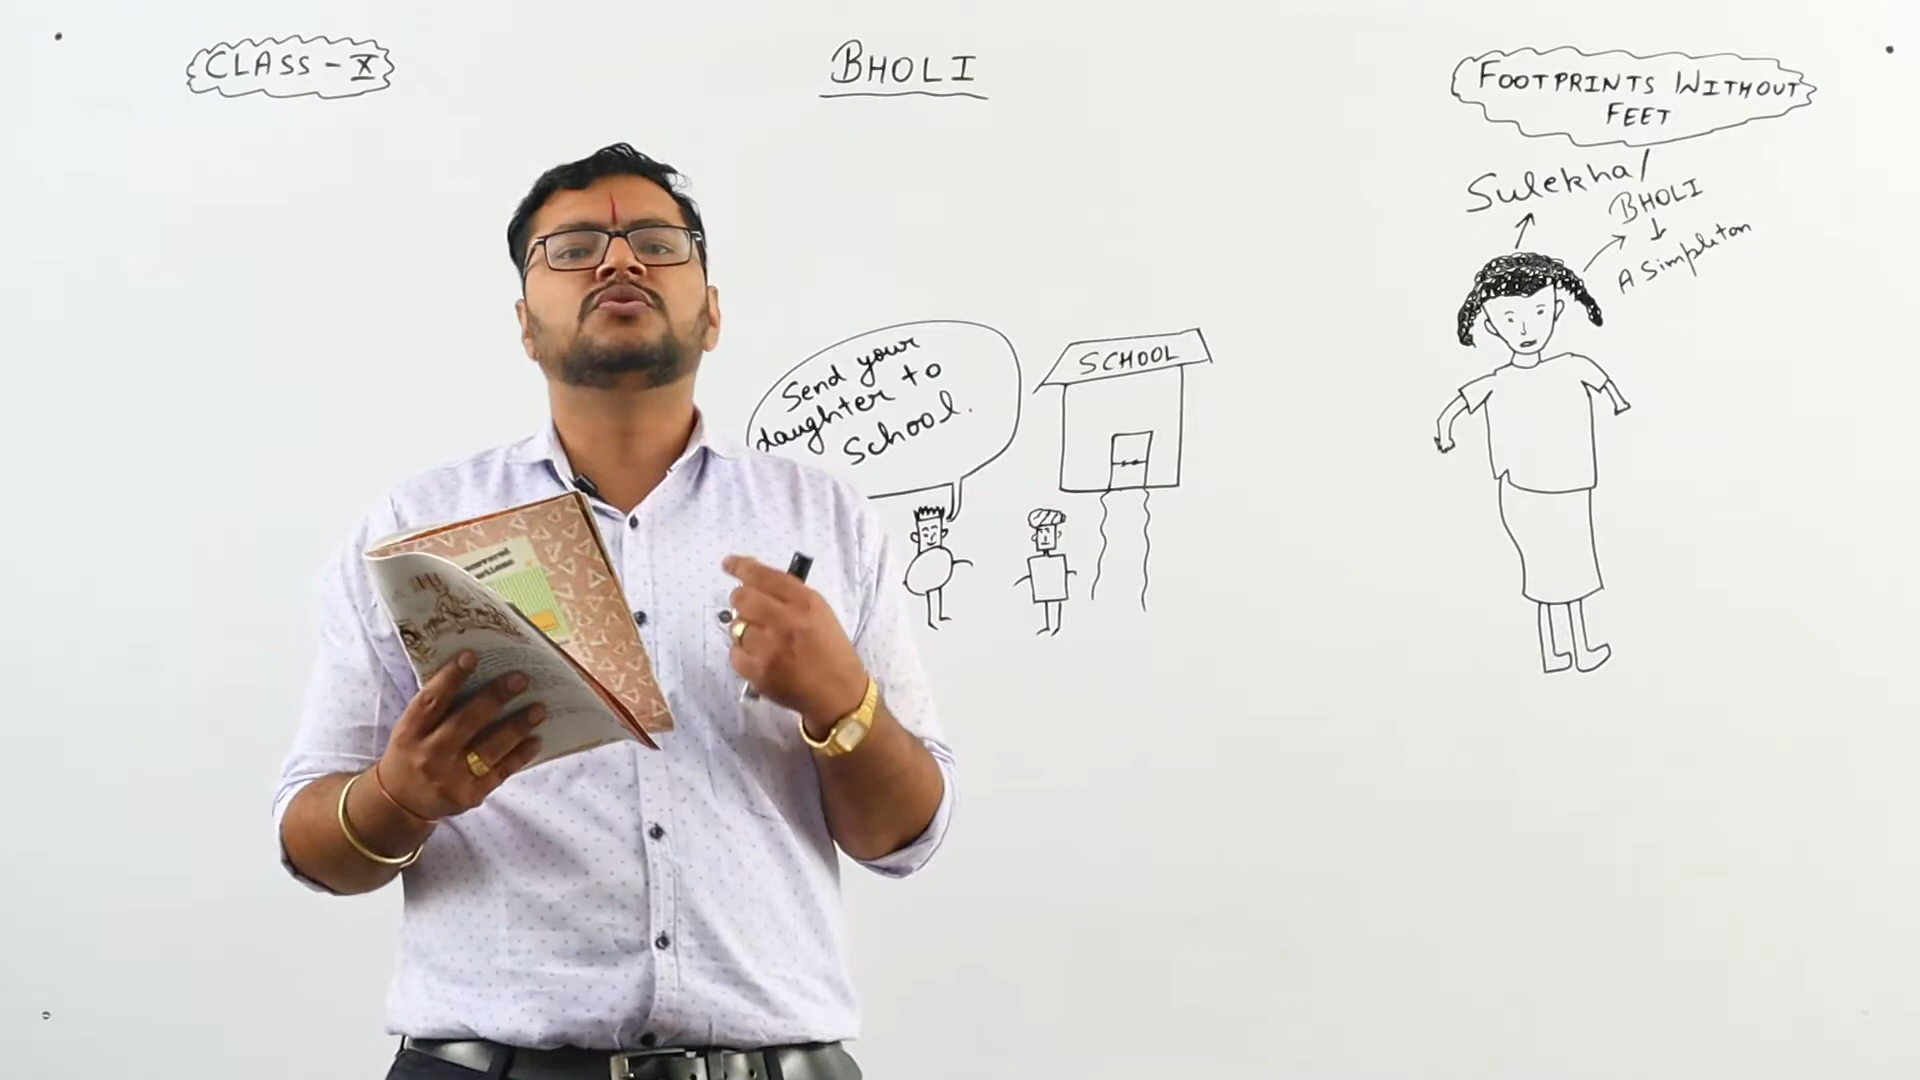 CLASS - X
BHOLI
FOOTPRINTS WITHOUT
FEET
Sulekha/
BHOLI
A Simpleton
Send your
daughter to
School.
SCHOOL